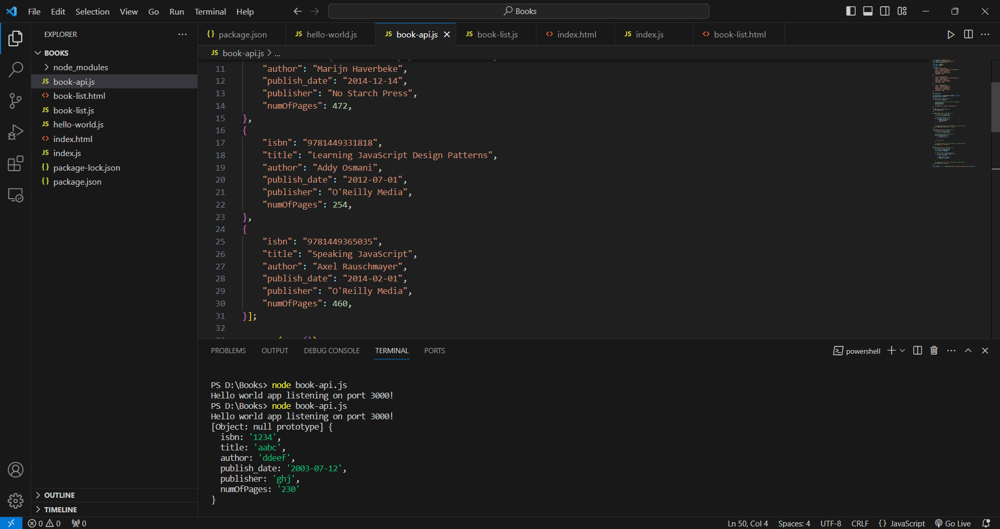 File Edit Selection View Go Run Terminal Help
Books
EXPLORER
BOOKS
node_modules
book-api.js
book-list.html
book-list.js
hello-world.js
index.html
index.js
package-lock.json
package.json
OUTLINE
TIMELINE
package.json hello-world.js book-api.js book-list.js index.html index.js book-list.html
JS book-api.js > ...
11 "author": "Marijn Haverbeke",
12 "publish_date": "2014-12-14",
13 "publisher": "No Starch Press",
14 "numOfPages": 472,
15 },
16 {
17 "isbn": "9781449331818",
18 "title": "Learning JavaScript Design Patterns",
19 "author": "Addy Osmani",
20 "publish_date": "2012-07-01",
21 "publisher": "O'Reilly Media",
22 "numOfPages": 254,
23 },
24 {
25 "isbn": "9781449365035",
26 "title": "Speaking JavaScript",
27 "author": "Axel Rauschmayer",
28 "publish_date": "2014-02-01",
29 "publisher": "O'Reilly Media",
30 "numOfPages": 460,
31 }];
32
PROBLEMS OUTPUT DEBUG CONSOLE TERMINAL PORTS
powershell
PS D:\Books> node book-api.js
Hello world app listening on port 3000!
PS D:\Books> node book-api.js
Hello world app listening on port 3000!
[Object: null prototype] {
isbn: '1234',
title: 'aabc',
author: 'ddeef',
publish_date: '2003-07-12',
publisher: 'ghj',
numOfPages: '230'
}
0 0 0
Ln 50, Col 4 Spaces: 4 UTF-8 CRLF {} JavaScript Go Live